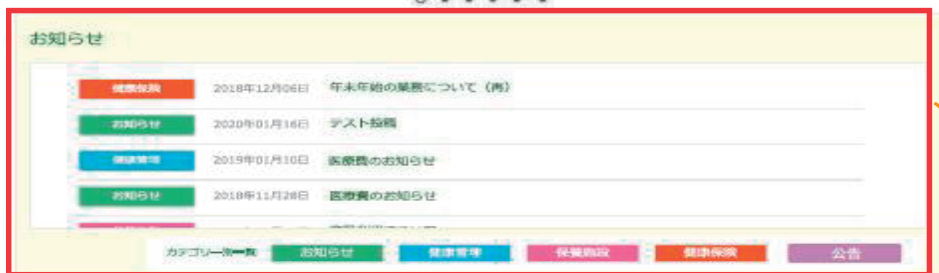 お知らせ
健康保険 2018年12月06日 年末年始の業務について（再）
お知らせ 2020年01月16日 テスト投稿
健康管理 2019年01月10日 医療費のお知らせ
お知らせ 2018年11月28日 医療費のお知らせ
カテゴリー別一覧 お知らせ 健康管理 保養施設 健康保険 公告